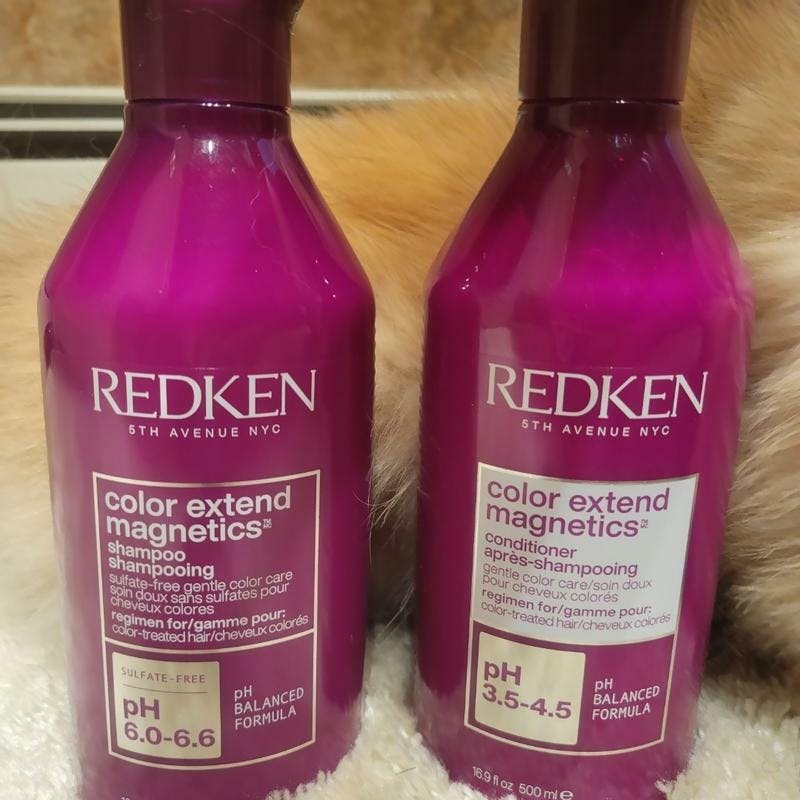 REDKEN
5TH AVENUE NYC
color extend
magnetics™
MC
shampoo
shampooing
sulfate-free gentle color care
soin doux sans sulfates pour
cheveux colores
regimen for/gamme pour:
color-treated hair/cheveux colorés
SULFATE-FREE
pH
6.0-6.6
pH
BALANCED
FORMULA
REDKEN
5TH AVENUE NYC
color extend
magnetics™
MC
conditioner
après-shampooing
gentle color care/soin doux
pour cheveux colorés
regimen for/gamme pour:
color-treated hair/cheveux colorés
pH
3.5-4.5
pH
BALANCED
FORMULA
16.9 fl oz 500 ml e